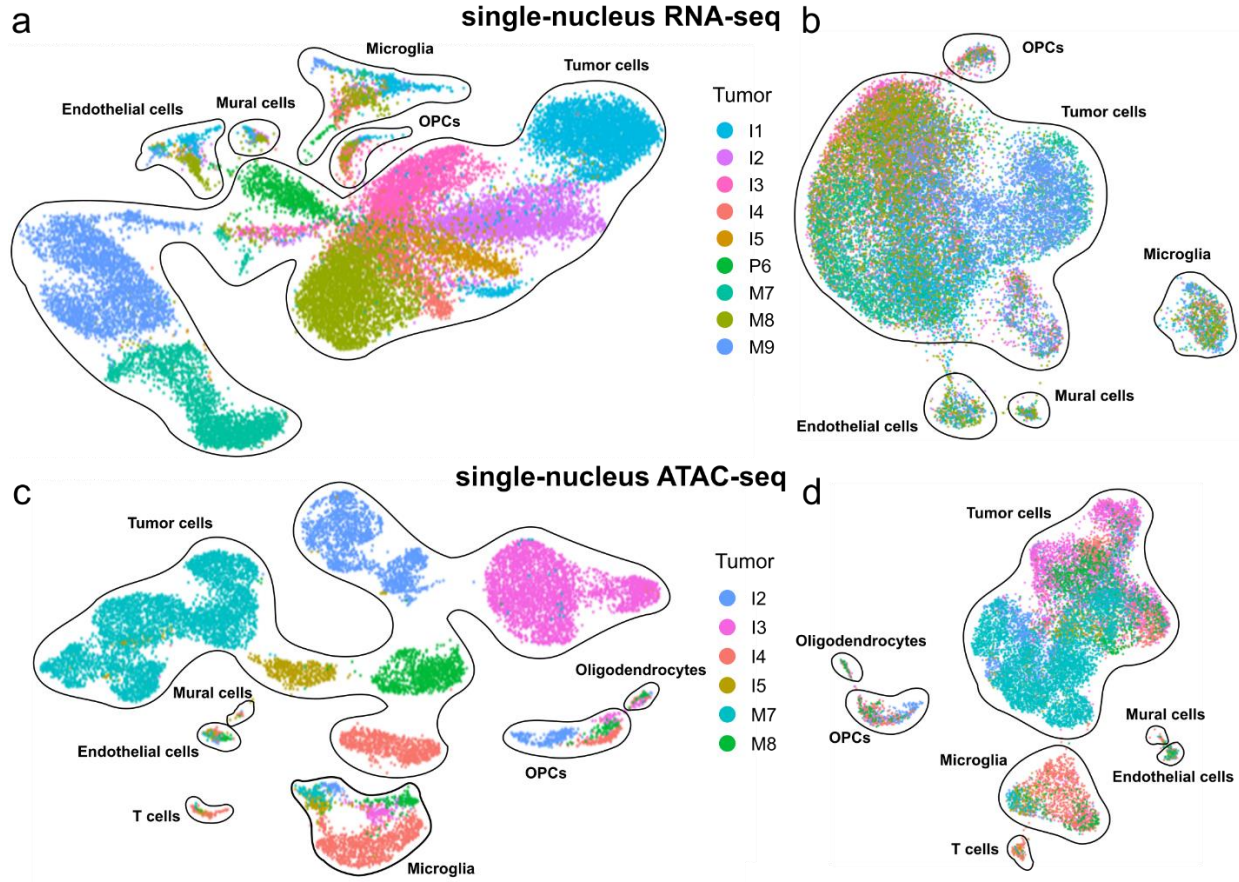 single-nucleus RNA-seq
a
b
Microglia
OPCs
Tumor cells
Endothelial cells
Mural cells
OPCs
Tumor cells
Tumor
I1
I2
I3
I4
I5
P6
M7
M8
M9
Microglia
Mural cells
Endothelial cells
single-nucleus ATAC-seq
c
d
Tumor cells
Tumor cells
Tumor
I2
I3
I4
I5
M7
M8
Oligodendrocytes
Mural cells
Endothelial cells
OPCs
T cells
Microglia
Oligodendrocytes
OPCs
Mural cells
Endothelial cells
Microglia
T cells